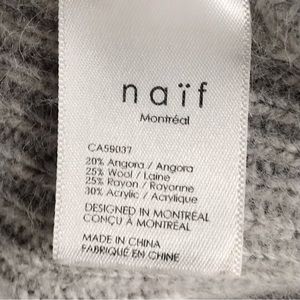 naïf
Montréal
CA59037
20% Angora / Angora
25% Wool / Laine
25% Rayon / Rayonne
30% Acrylic / Acrylique
DESIGNED IN MONTRÉAL
CONÇU À MONTRÉAL
MADE IN CHINA
FABRIQUÉ EN CHINE